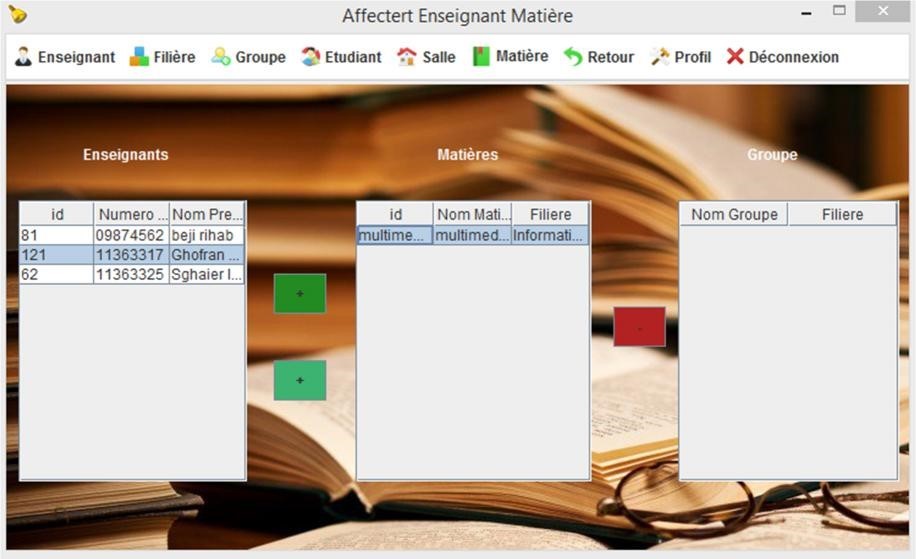 Affectert Enseignant Matière
Enseignant Filière Groupe Etudiant Salle Matière Retour Profil Déconnexion
Enseignants Matières Groupe
id Numero ... Nom Pre... id Nom Mati... Filiere Nom Groupe Filiere
81 09874562 beji rihab multime... multimed... Informati...
121 11363317 Ghofran ...
62 11363325 Sghaier I...
+
-
+